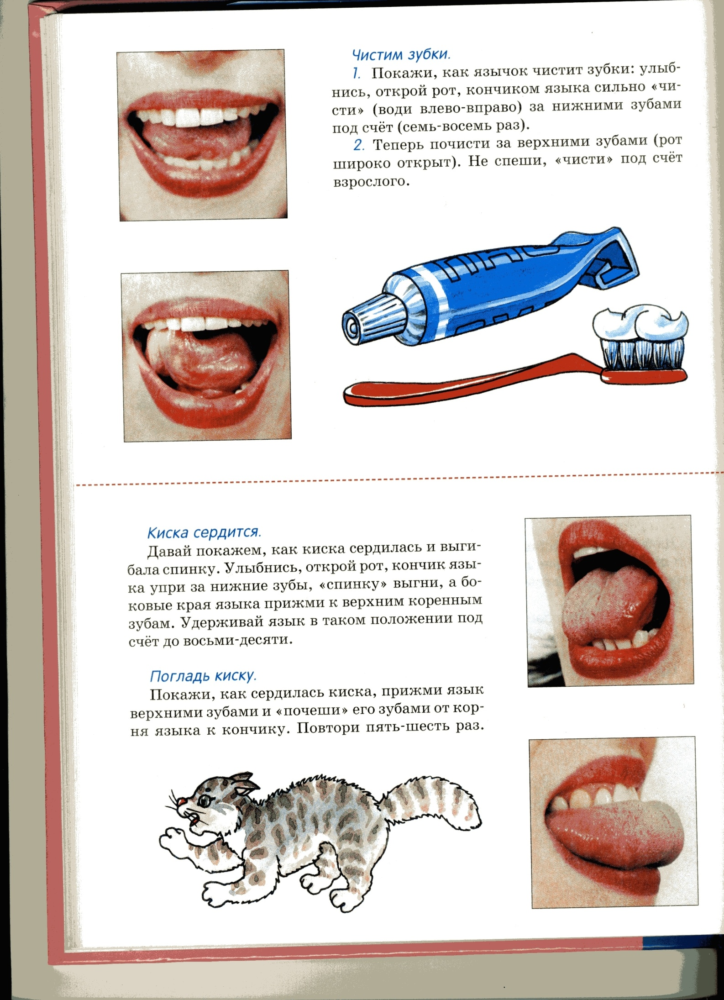 Чистим зубки.
1. Покажи, как язычок чистит зубки: улыб-
нись, открой рот, кончиком языка сильно «чи-
сти» (води влево-вправо) за нижними зубами
под счёт (семь-восемь раз).
2. Теперь почисти за верхними зубами (рот
широко открыт). Не спеши, «чисти» под счёт
взрослого.
Киска сердится.
Давай покажем, как киска сердилась и выги-
бала спинку. Улыбнись, открой рот, кончик язы-
ка упри за нижние зубы, «спинку» выгни, а бо-
ковые края языка прижми к верхним коренным
зубам. Удерживай язык в таком положении под
счёт до восьми-десяти.
Погладь киску.
Покажи, как сердилась киска, прижми язык
верхними зубами и «почеши» его зубами от кор-
ня языка к кончику. Повтори пять-шесть раз.